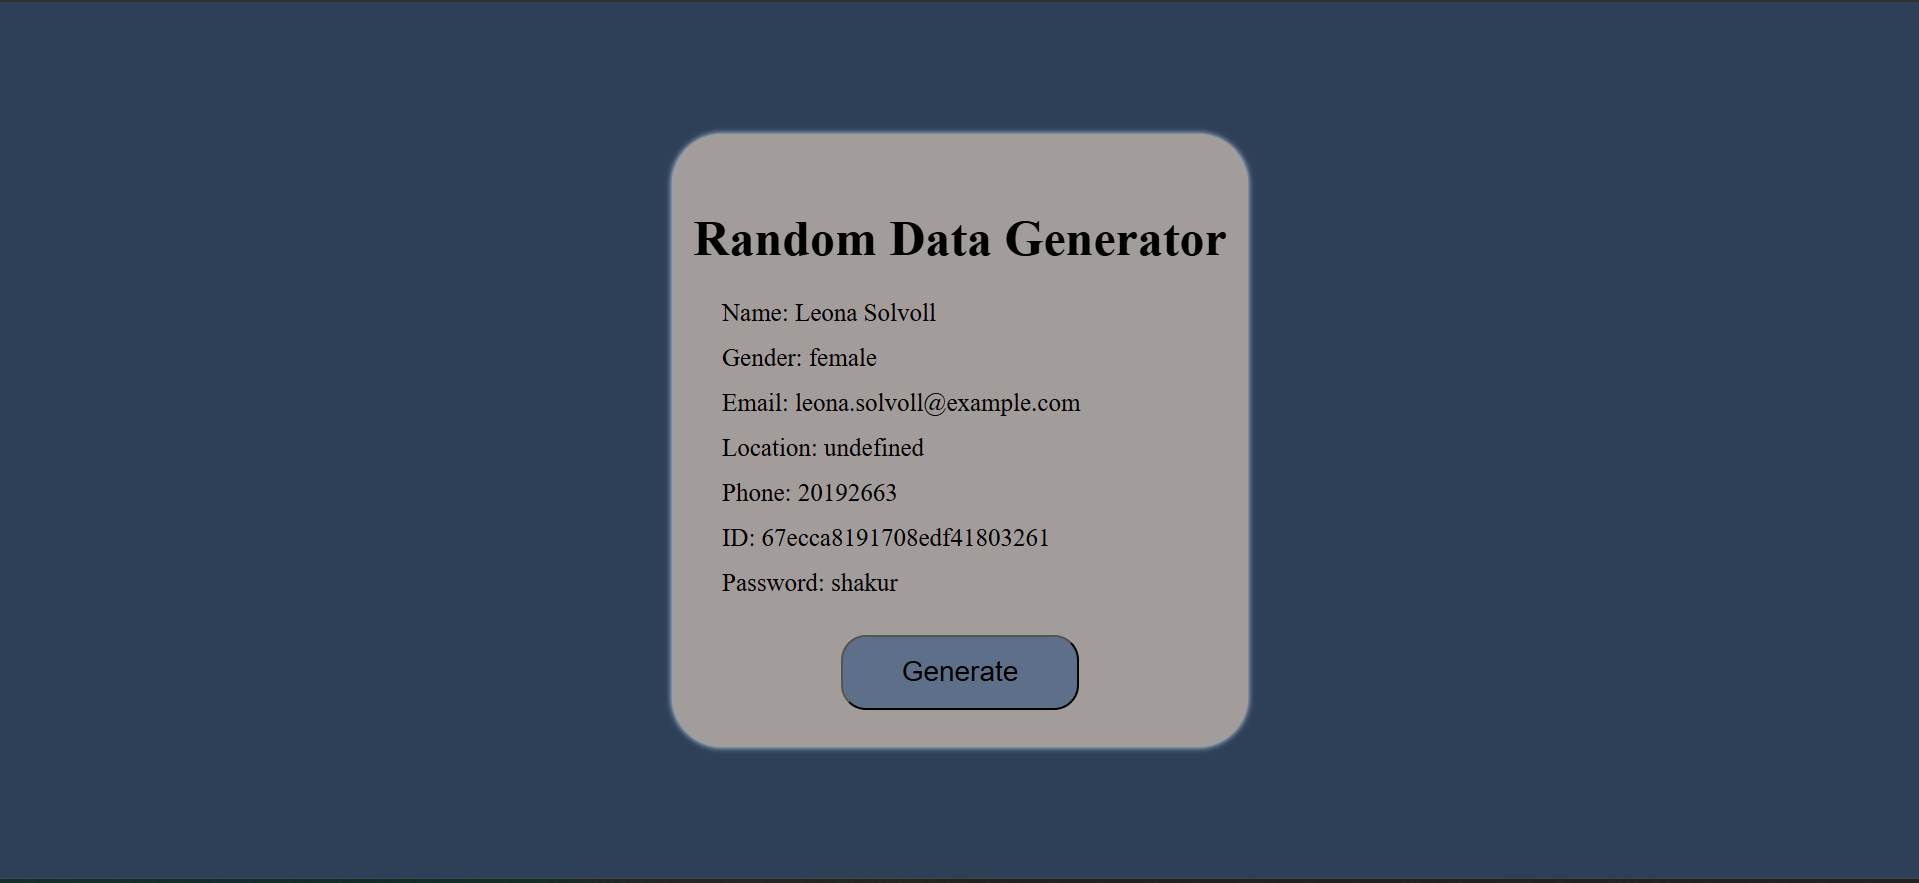 Random Data Generator
Name: Leona Solvoll
Gender: female
Email: leona.solvoll@example.com
Location: undefined
Phone: 20192663
ID: 67ecca8191708edf41803261
Password: shakur
Generate